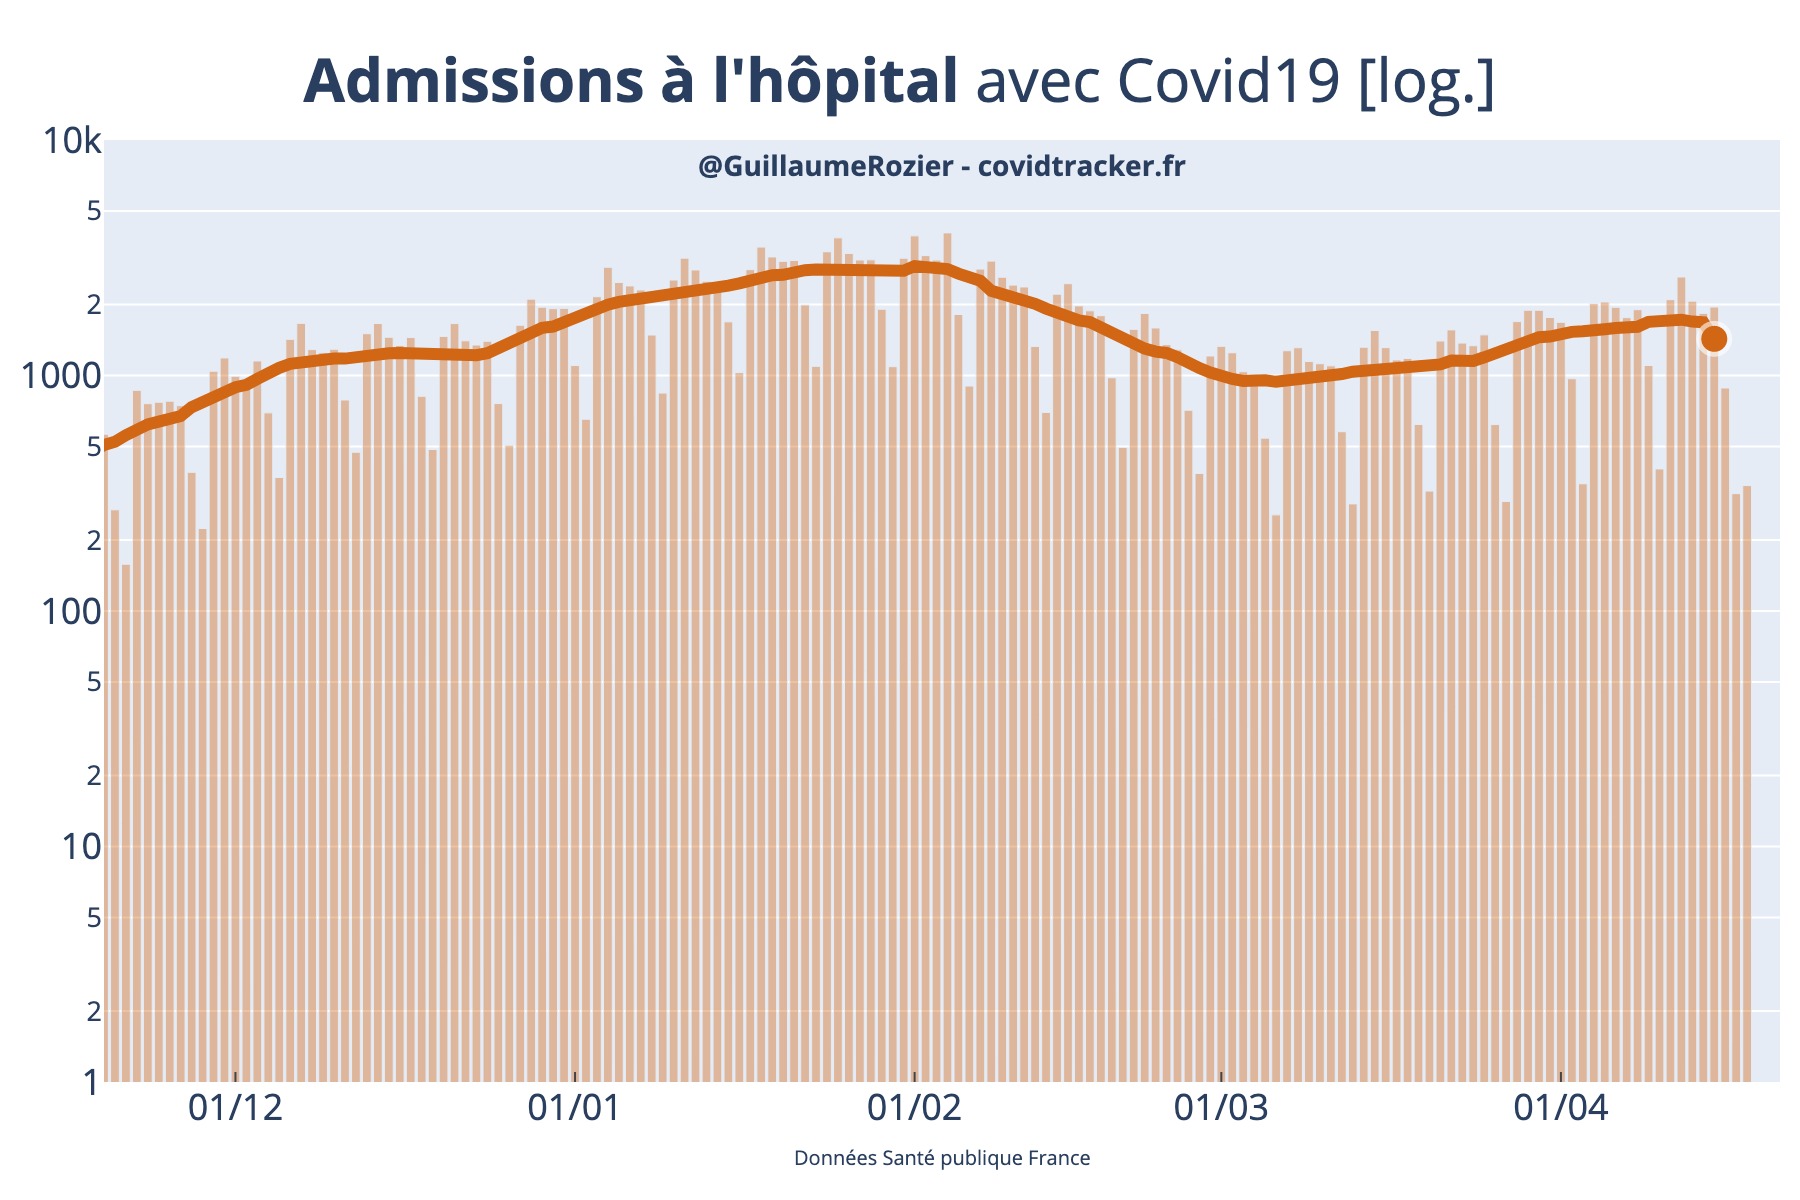 Admissions à l'hôpital avec Covid19 [log.]
@GuillaumeRozier - covidtracker.fr
10k
5
2
1000
5
2
100
5
2
10
5
2
1
01/12 01/01 01/02 01/03 01/04
Données Santé publique France